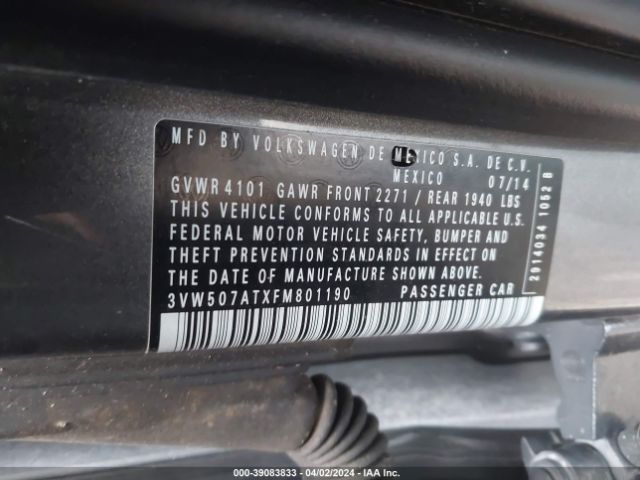 MFD BY VOLKSWAGEN DE MEXICO S.A. DE C.V.
MEXICO 07/14
GVWR 4101 GAWR FRONT 2271 / REAR 1940 LBS
THIS VEHICLE CONFORMS TO ALL APPLICABLE U.S.
FEDERAL MOTOR VEHICLE SAFETY, BUMPER AND
THEFT PREVENTION STANDARDS IN EFFECT ON
THE DATE OF MANUFACTURE SHOWN ABOVE.
3VW507ATXFM801190 PASSENGER CAR
2914034 1052 B
000-39083833 - 04/02/2024 - IAA Inc.